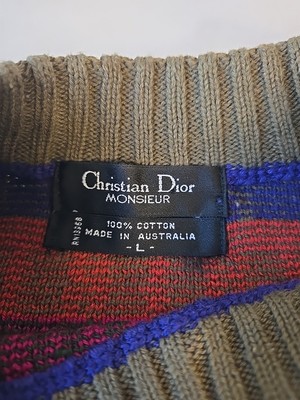 Christian Dior
MONSIEUR
100% COTTON
MADE IN AUSTRALIA
- L -